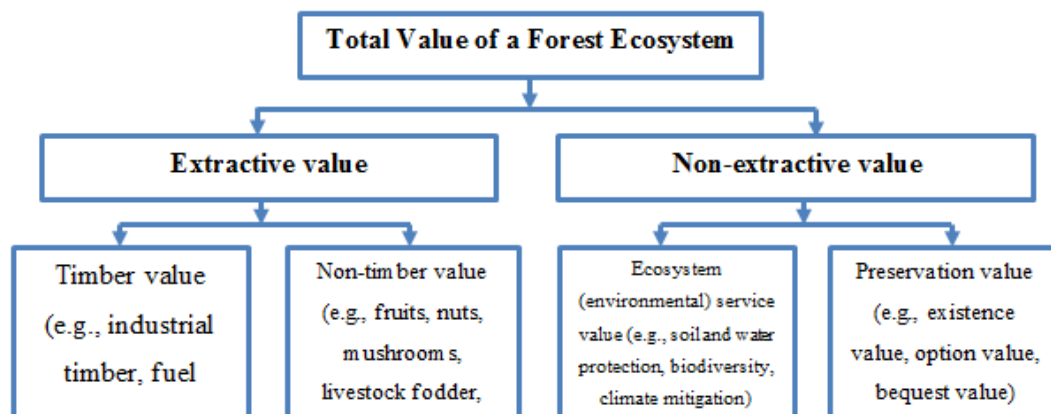 Total Value of a Forest Ecosystem
Extractive value
Non-extractive value
Timber value
(e.g., industrial
timber, fuel
Non-timber value
(e.g., fruits, nuts,
mushrooms,
livestock fodder,
Ecosystem
(environmental) service
value (e.g., soil and water
protection, biodiversity,
climate mitigation)
Preservation value
(e.g., existence
value, option value,
bequest value)